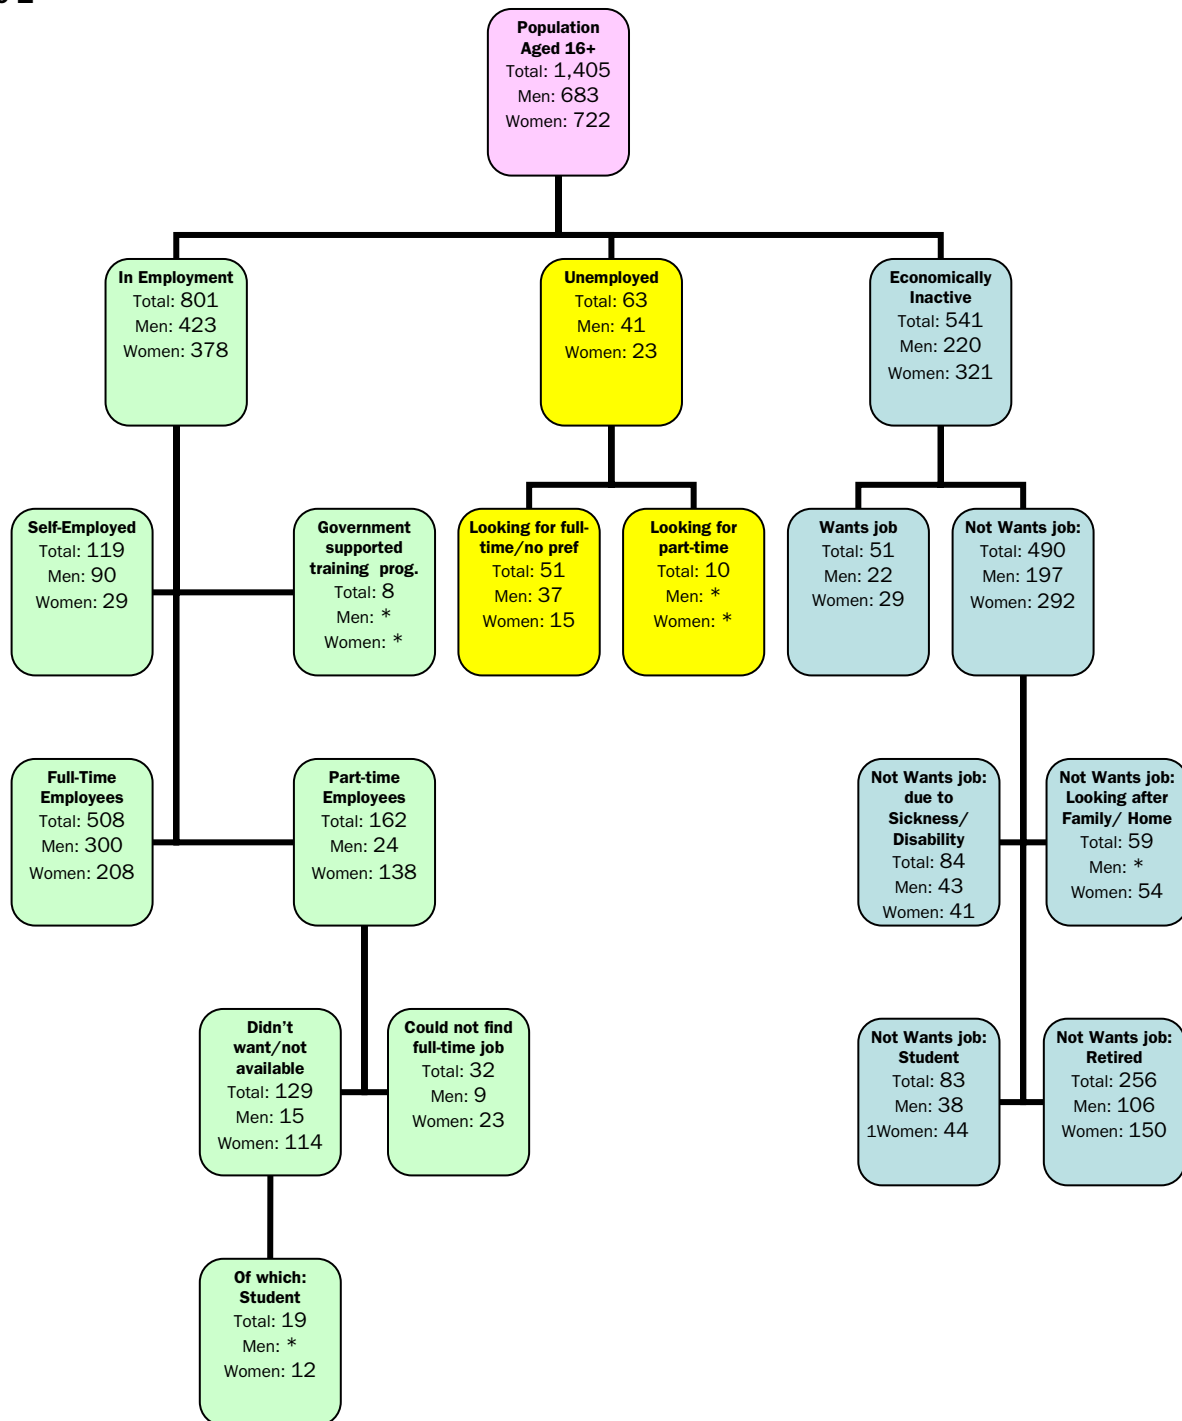 Population
Aged 16+
Total: 1,405
Men: 683
Women: 722
In Employment
Total: 801
Men: 423
Women: 378
Unemployed
Total: 63
Men: 41
Women: 23
Economically
Inactive
Total: 541
Men: 220
Women: 321
Self-Employed
Total: 119
Men: 90
Women: 29
Government
supported
training prog.
Total: 8
Men: *
Women: *
Looking for full-
time/no pref
Total: 51
Men: 37
Women: 15
Looking for
part-time
Total: 10
Men: *
Women: *
Wants job
Total: 51
Men: 22
Women: 29
Not Wants job:
Total: 490
Men: 197
Women: 292
Full-Time
Employees
Total: 508
Men: 300
Women: 208
Part-time
Employees
Total: 162
Men: 24
Women: 138
Not Wants job:
due to
Sickness/
Disability
Total: 84
Men: 43
Women: 41
Not Wants job:
Looking after
Family/ Home
Total: 59
Men: *
Women: 54
Didn't
want/not
available
Total: 129
Men: 15
Women: 114
Could not find
full-time job
Total: 32
Men: 9
Women: 23
Not Wants job:
Student
Total: 83
Men: 38
1Women: 44
Not Wants job:
Retired
Total: 256
Men: 106
Women: 150
Of which:
Student
Total: 19
Men: *
Women: 12